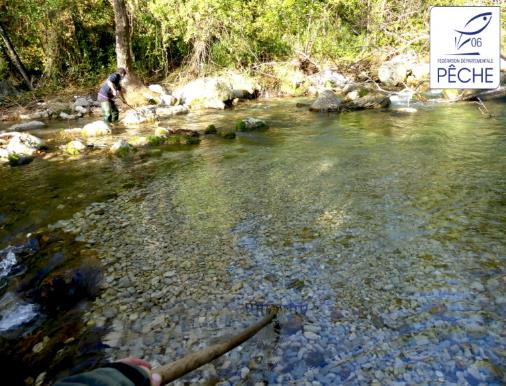 06
FÉDÉRATION DÉPARTEMENTALE
PÊCHE